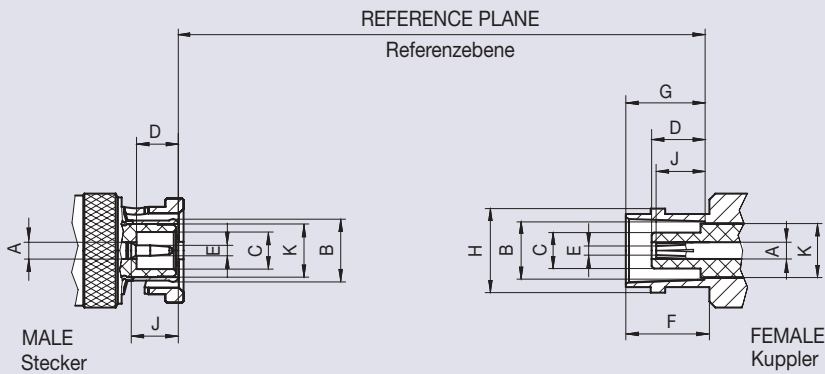 REFERENCE PLANE
Referenzebene
G
D
D
J
A
E
C
K
B
H
B
C
E
A
K
J
F
MALE
Stecker
FEMALE
Kuppler